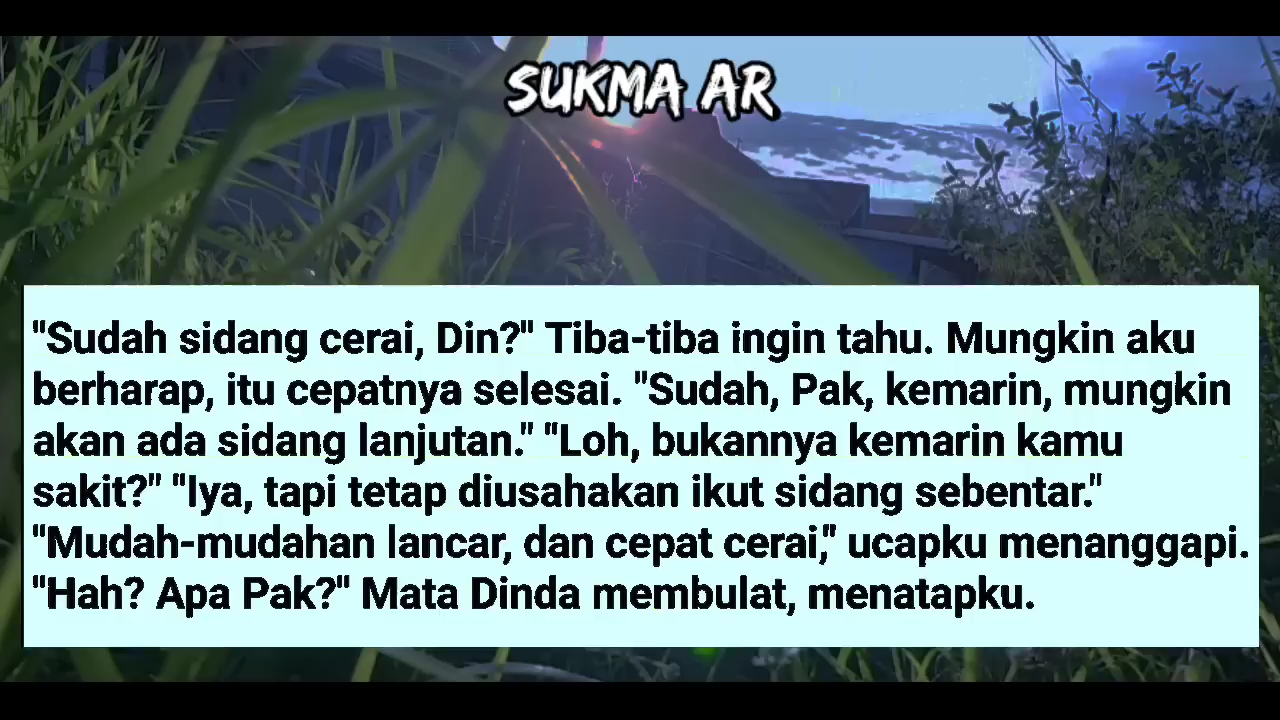 SUKMA AR
"Sudah sidang cerai, Din?" Tiba-tiba ingin tahu. Mungkin aku
berharap, itu cepatnya selesai. "Sudah, Pak, kemarin, mungkin
akan ada sidang lanjutan." "Loh, bukannya kemarin kamu
sakit?" "Iya, tapi tetap diusahakan ikut sidang sebentar."
"Mudah-mudahan lancar, dan cepat cerai," ucapku menanggapi.
"Hah? Apa Pak?" Mata Dinda membulat, menatapku.